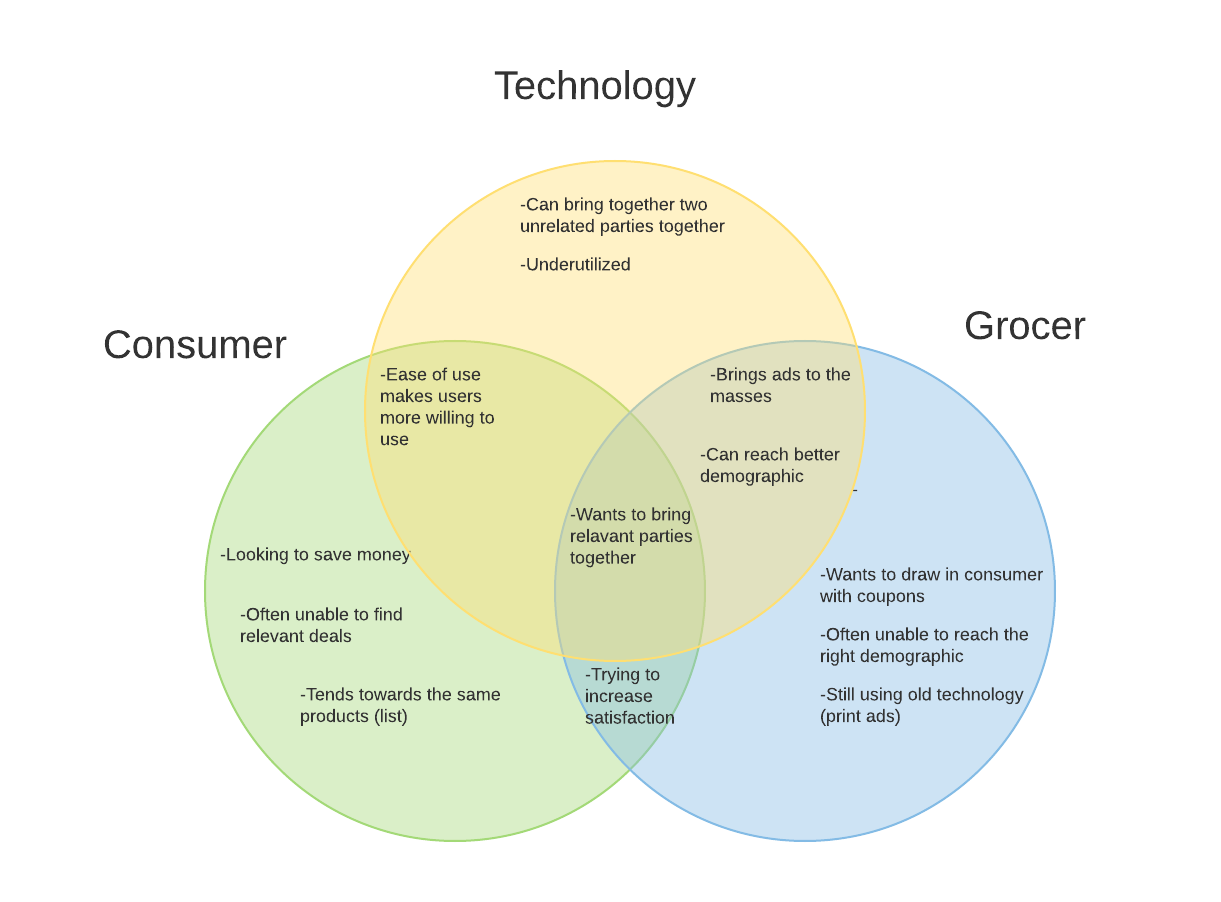 Technology
-Can bring together two
unrelated parties together
-Underutilized
Consumer
Grocer
-Ease of use
makes users
more willing to
use
-Brings ads to the
masses
-Can reach better
demographic
-
-Wants to bring
relavant parties
together
-Looking to save money
-Often unable to find
relevant deals
-Tends towards the same
products (list)
-Trying to
increase
satisfaction
-Wants to draw in consumer
with coupons
-Often unable to reach the
right demographic
-Still using old technology
(print ads)